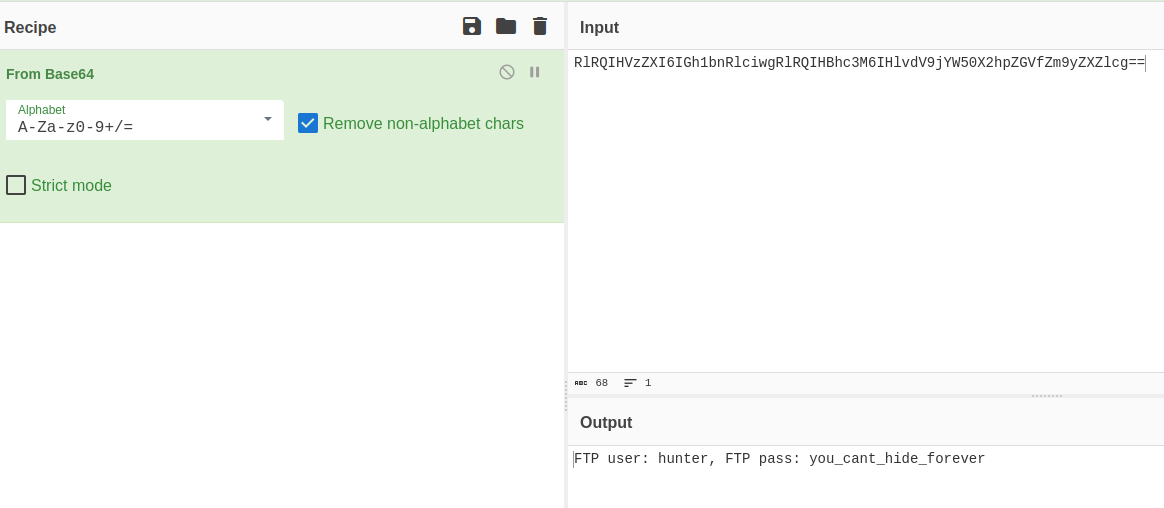 Recipe
From Base64
Alphabet
A-Za-z0-9+/=
Remove non-alphabet chars
Strict mode
Input
RlRQIHVzZXI6IGh1bnRlciwgRlRQIHBhc3M6IHlvdV9jYW50X2hpZGVfZm9yZXZlcg==
ABC 68 1
Output
FTP user: hunter, FTP pass: you_cant_hide_forever